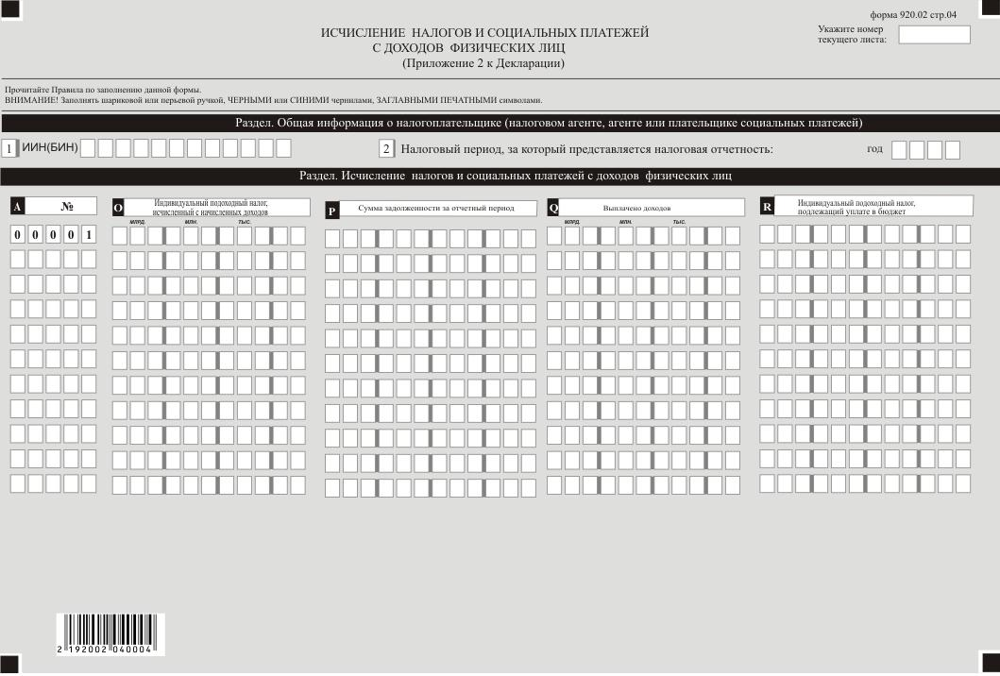 форма 920.02 стр.04
ИСЧИСЛЕНИЕ НАЛОГОВ И СОЦИАЛЬНЫХ ПЛАТЕЖЕЙ
С ДОХОДОВ ФИЗИЧЕСКИХ ЛИЦ
(Приложение 2 к Декларации)
Укажите номер
текущего листа:
Прочитайте Правила по заполнению данной формы.
ВНИМАНИЕ! Заполнять шариковой или перьевой ручкой, ЧЕРНЫМИ или СИНИМИ чернилами, ЗАГЛАВНЫМИ ПЕЧАТНЫМИ символами.
Раздел. Общая информация о налогоплательщике (налоговом агенте, агенте или плательщике социальных платежей)
1 ИИН(БИН)
2 Налоговый период, за который представляется налоговая отчетность: год
Раздел. Исчисление налогов и социальных платежей с доходов физических лиц
A №
O Индивидуальный подоходный налог,
исчисленный с начисленных доходов
P Сумма задолженности за отчетный период
Q Выплачено доходов
R Индивидуальный подоходный налог,
подлежащий уплате в бюджет
МЛРД. МЛН. ТЫС.
МЛРД. МЛН. ТЫС.
0 0 0 0 1
2 192002 040004